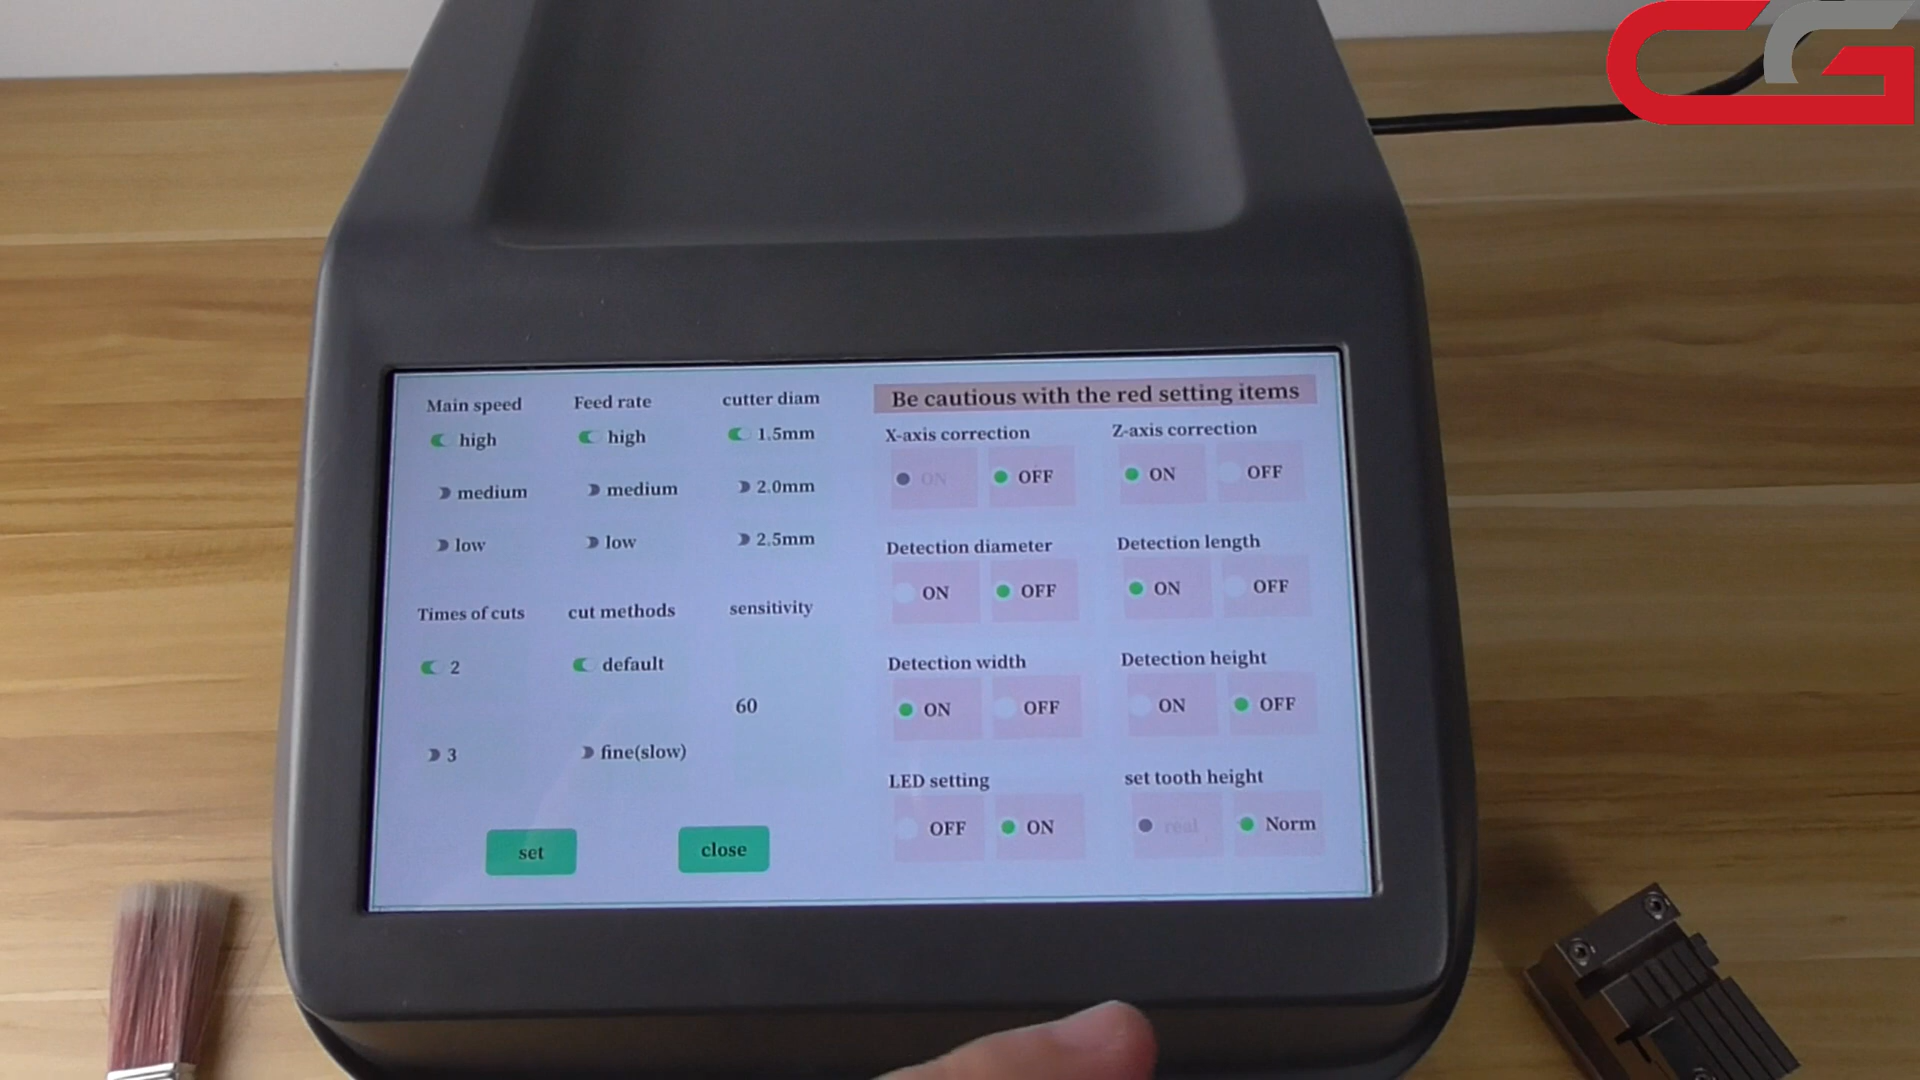 CG
Main speed
high
medium
low
Feed rate
high
medium
low
cutter diam
1.5mm
2.0mm
2.5mm
Times of cuts
2
3
cut methods
default
fine(slow)
sensitivity
60
set
close
Be cautious with the red setting items
X-axis correction
ON OFF
Z-axis correction
ON OFF
Detection diameter
ON OFF
Detection length
ON OFF
Detection width
ON OFF
Detection height
ON OFF
LED setting
OFF ON
set tooth height
real Norm